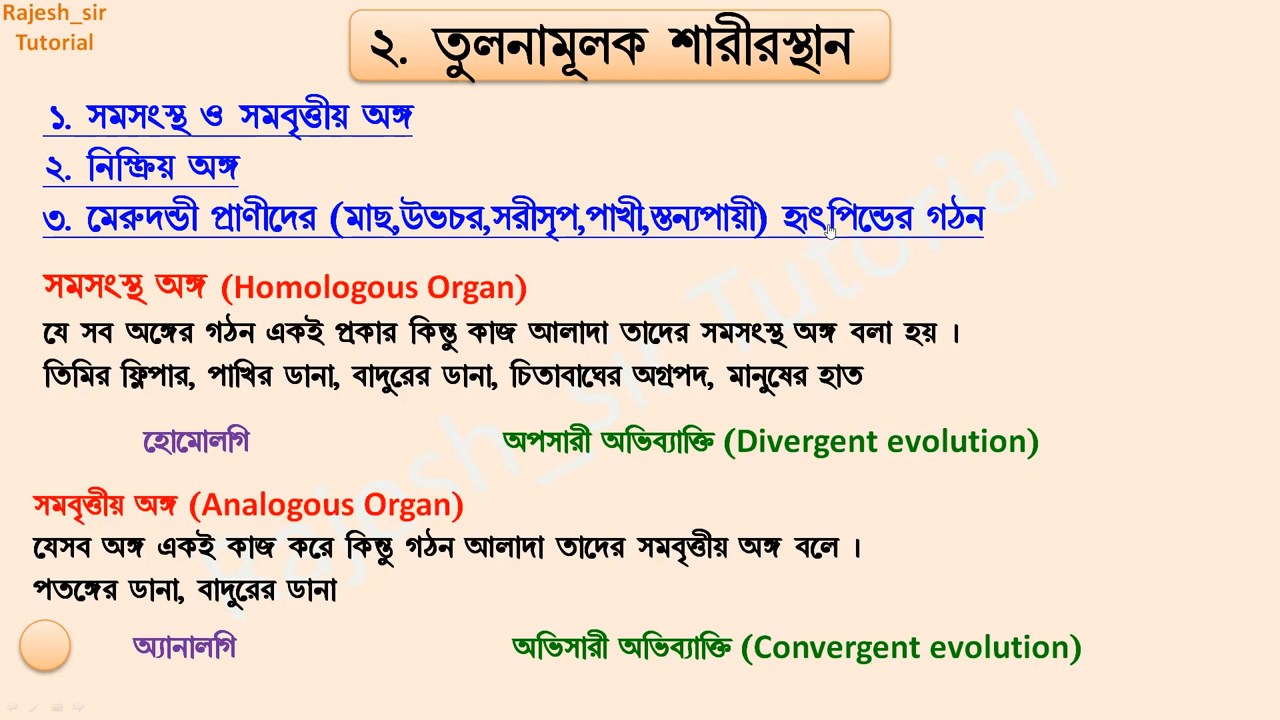 Rajesh_sir
Tutorial
২. তুলনামূলক শারীরস্থান
১. সমসংস্থ ও সমবৃত্তীয় অঙ্গ
২. নিস্ক্রিয় অঙ্গ
৩. মেরুদন্ডী প্রাণীদের (মাছ,উভচর,সরীসৃপ,পাখী,স্তন্যপায়ী) হৃৎপিন্ডের গঠন
সমসংস্থ অঙ্গ (Homologous Organ)
যে সব অঙ্গের গঠন একই প্রকার কিন্তু কাজ আলাদা তাদের সমসংস্থ অঙ্গ বলা হয় ।
তিমির ফ্লিপার, পাখির ডানা, বাদুরের ডানা, চিতাবাঘের অগ্রপদ, মানুষের হাত
হোমোলগি অপসারী অভিব্যাক্তি (Divergent evolution)
সমবৃত্তীয় অঙ্গ (Analogous Organ)
যেসব অঙ্গ একই কাজ করে কিন্তু গঠন আলাদা তাদের সমবৃত্তীয় অঙ্গ বলে ।
পতঙ্গের ডানা, বাদুরের ডানা
অ্যানালগি অভিসারী অভিব্যাক্তি (Convergent evolution)
Rajesh_sir Tutorial